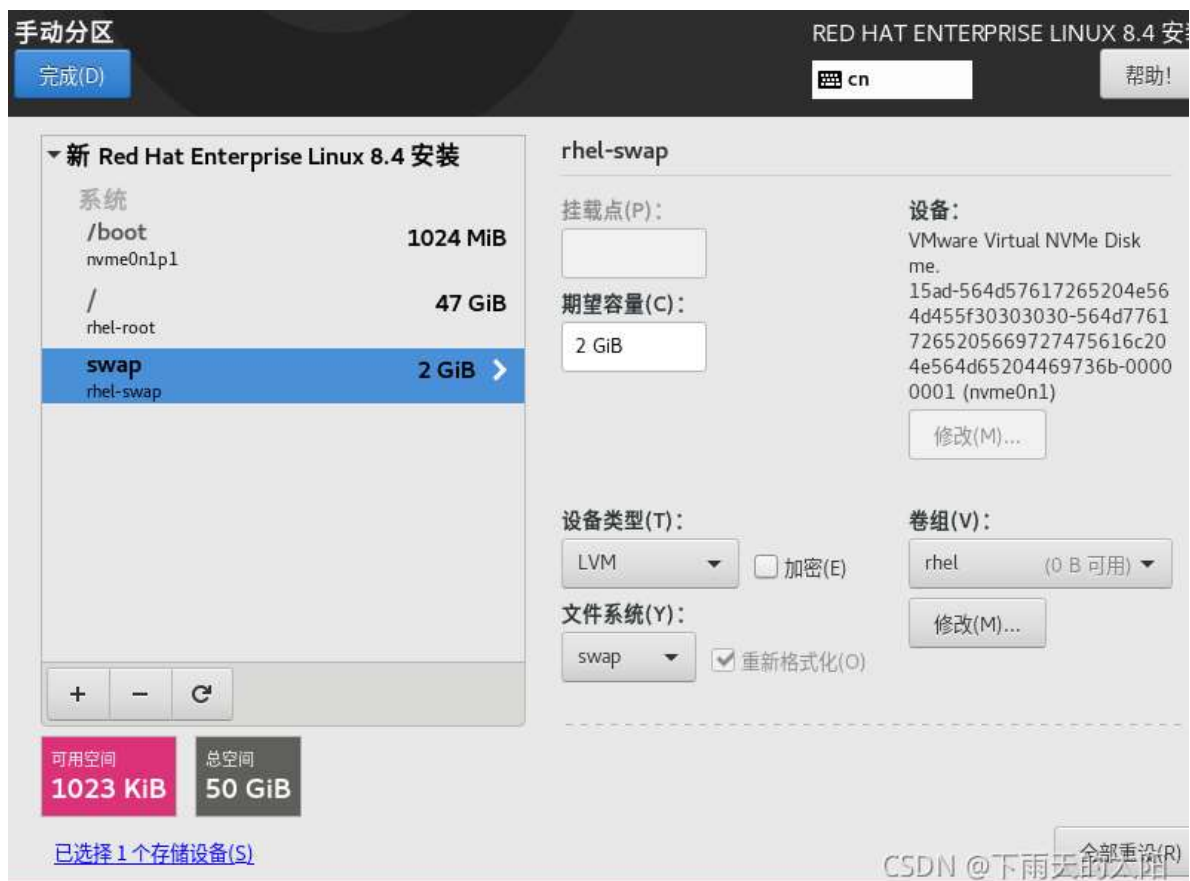 手动分区
RED HAT ENTERPRISE LINUX 8.4 安
完成(D)
cn
帮助!
新 Red Hat Enterprise Linux 8.4 安装
系统
/boot
1024 MiB
nvme0n1p1
/
47 GiB
rhel-root
swap
2 GiB
rhel-swap
rhel-swap
挂载点(P):
期望容量(C):
2 GiB
设备:
VMware Virtual NVMe Disk
me.
15ad-564d57617265204e56
4d455f30303030-564d7761
7265205669727475616c204
4e564d65204469736b-0000
0001 (nvme0n1)
修改(M)...
设备类型(T):
LVM
加密(E)
卷组(V):
rhel
(0 B 可用)
修改(M)...
文件系统(Y):
swap
重新格式化(O)
+ − 
可用空间
1023 KiB
总空间
50 GiB
已选择 1 个存储设备(S)
全部重设(R)
CSDN @下雨天的太阳